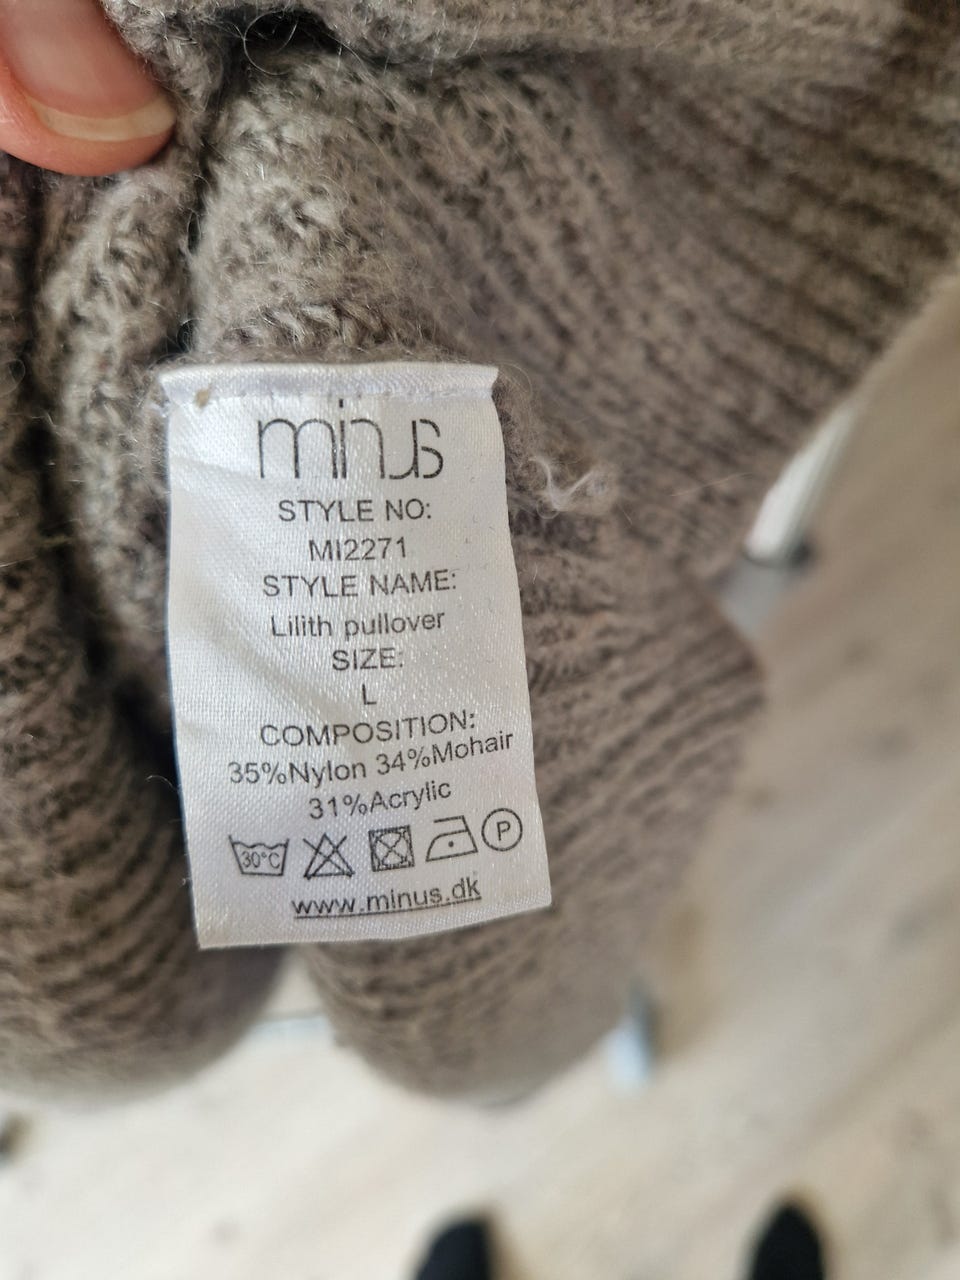 minus
STYLE NO:
MI2271
STYLE NAME:
Lilith pullover
SIZE:
L
COMPOSITION:
35%Nylon 34%Mohair
31%Acrylic
30°C P
www.minus.dk